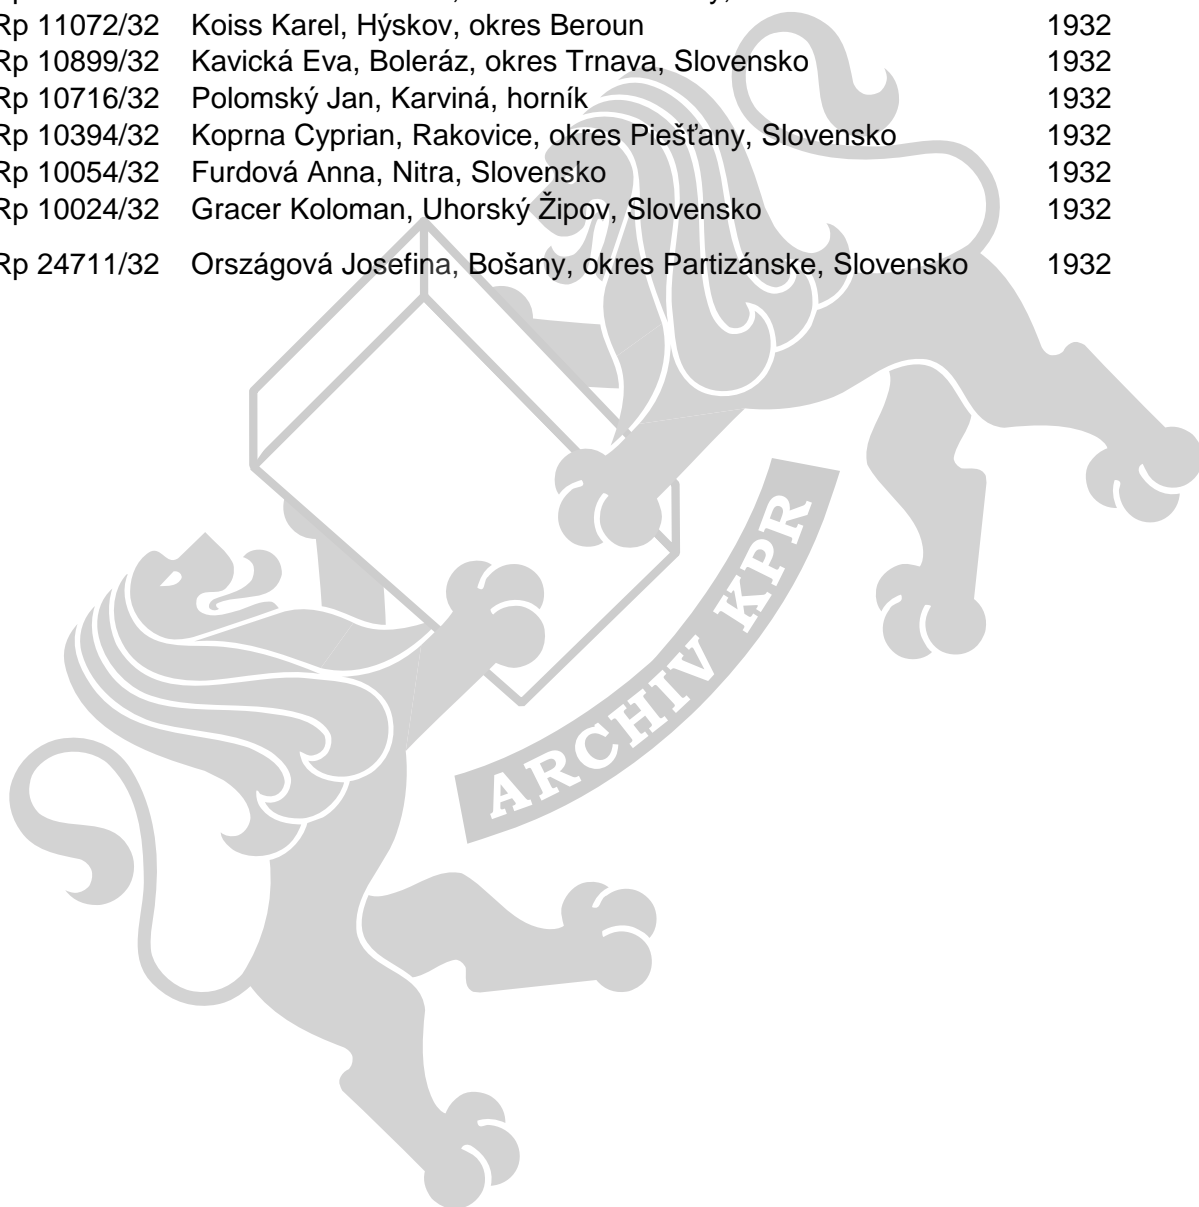 Rp 11072/32 Koiss Karel, Hýskov, okres Beroun 1932
Rp 10899/32 Kavická Eva, Boleráz, okres Trnava, Slovensko 1932
Rp 10716/32 Polomský Jan, Karviná, horník 1932
Rp 10394/32 Koprna Cyprian, Rakovice, okres Piešťany, Slovensko 1932
Rp 10054/32 Furdová Anna, Nitra, Slovensko 1932
Rp 10024/32 Gracer Koloman, Uhorský Žipov, Slovensko 1932
Rp 24711/32 Országová Josefina, Bošany, okres Partizánske, Slovensko 1932
ARCHIV KPR